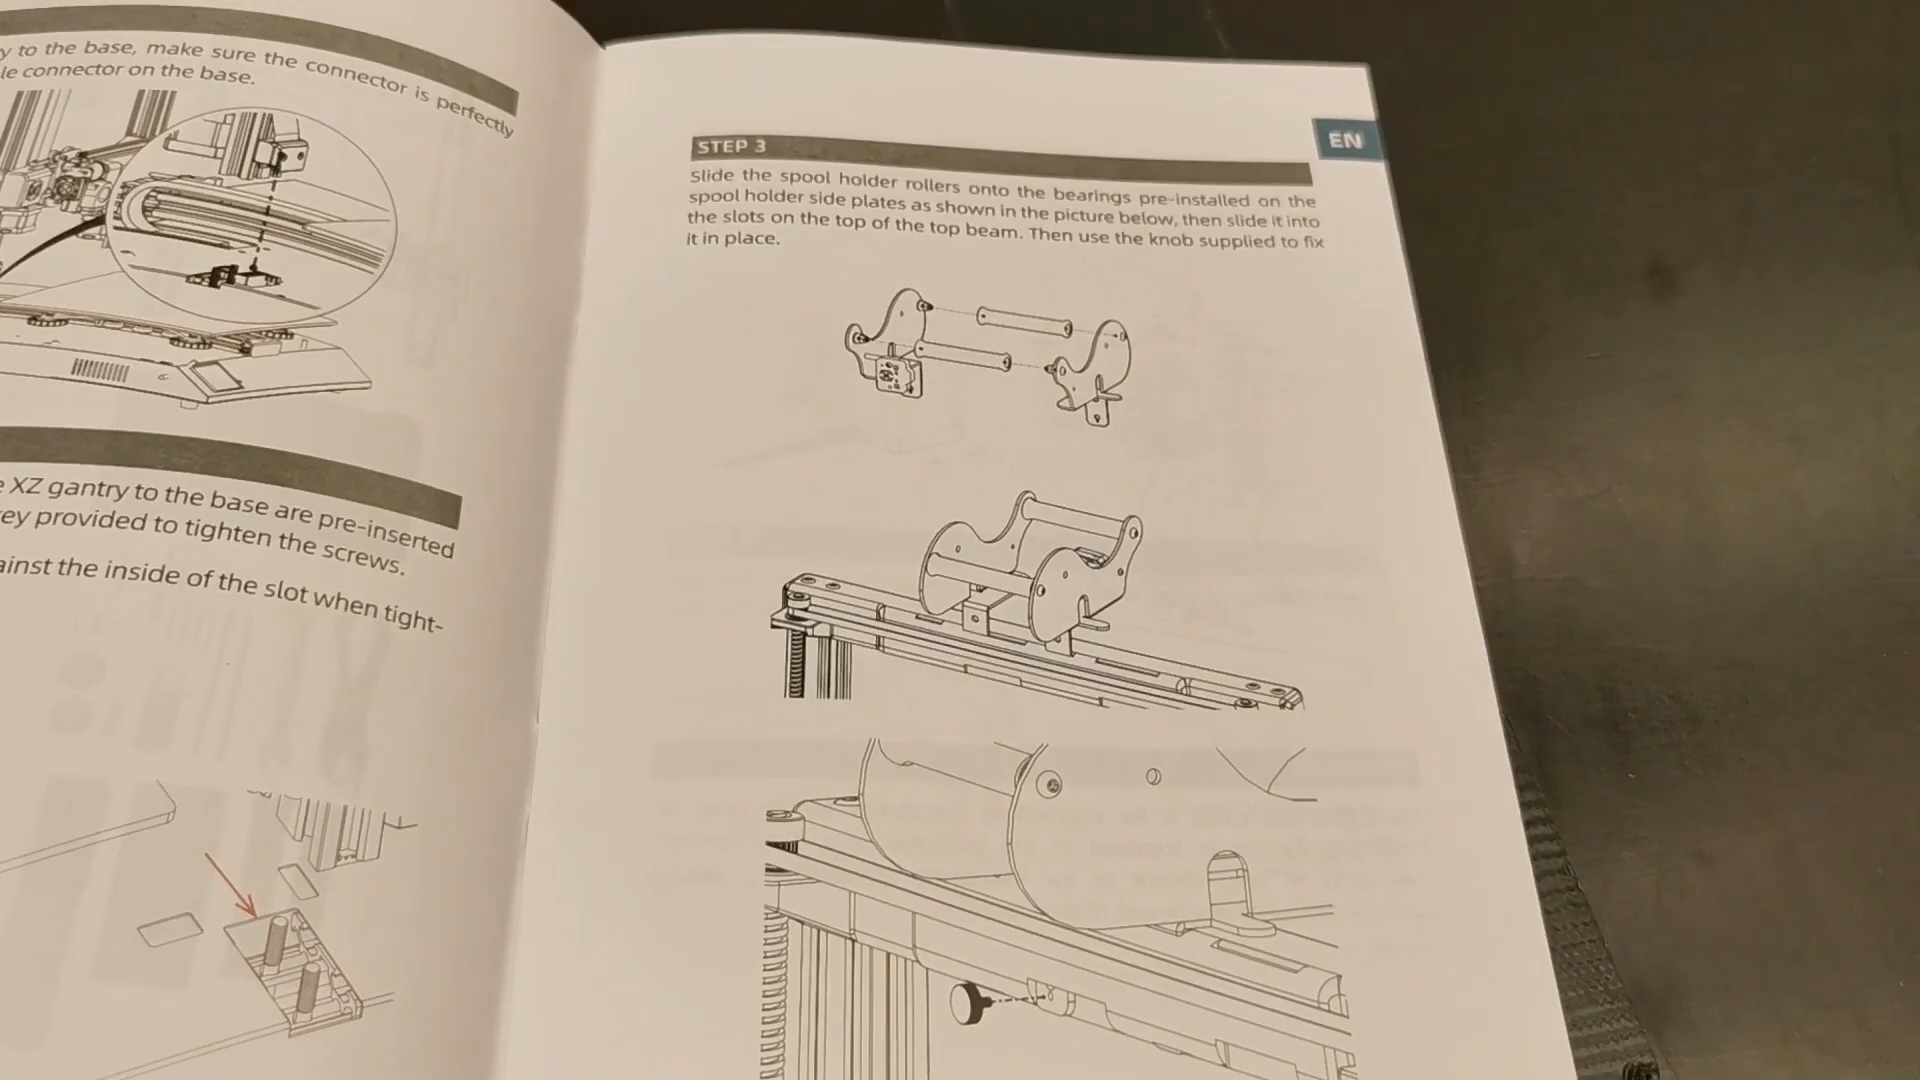 y to the base, make sure the connector is perfectly
le connector on the base.
XZ gantry to the base are pre-inserted
ey provided to tighten the screws.
ainst the inside of the slot when tight-
EN
STEP 3
Slide the spool holder rollers onto the bearings pre-installed on the
spool holder side plates as shown in the picture below, then slide it into
the slots on the top of the top beam. Then use the knob supplied to fix
it in place.